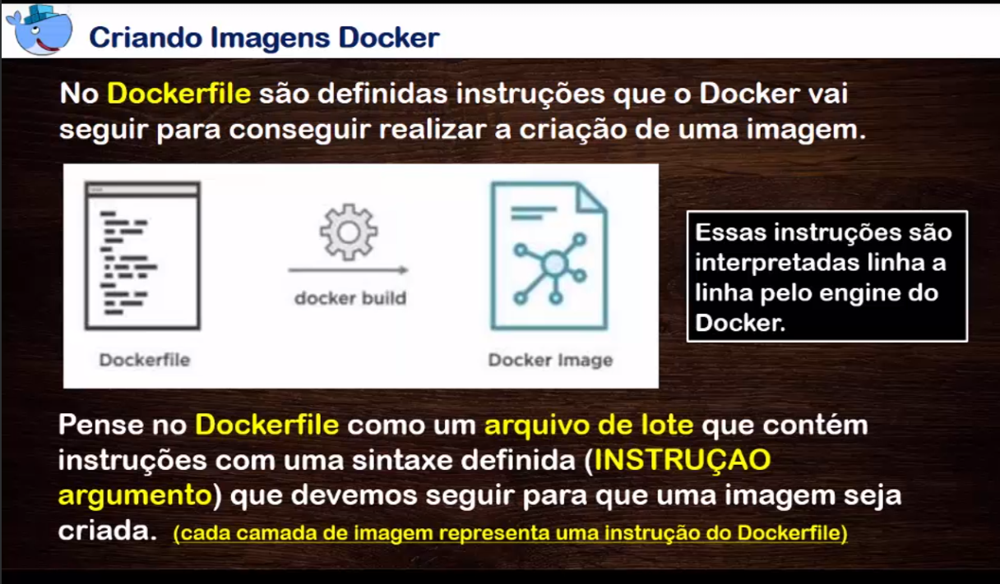 Criando Imagens Docker
No Dockerfile são definidas instruções que o Docker vai
seguir para conseguir realizar a criação de uma imagem.
docker build
Dockerfile
Docker Image
Essas instruções são
interpretadas linha a
linha pelo engine do
Docker.
Pense no Dockerfile como um arquivo de lote que contém
instruções com uma sintaxe definida (INSTRUÇAO
argumento) que devemos seguir para que uma imagem seja
criada. (cada camada de imagem representa uma instrução do Dockerfile)